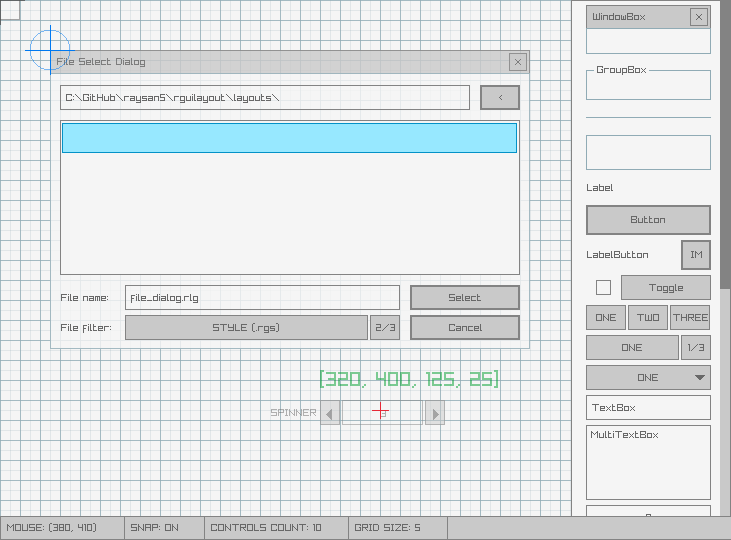 File Select Dialog
C:\GitHub\raysan5\rguilayout\layouts\
<
File name:
file_dialog.rlg
Select
File filter:
STYLE (.rgs)
2/3
Cancel
[320, 400, 125, 25]
SPINNER
WindowBox
GroupBox
Label
Button
LabelButton
IM
Toggle
ONE
TWO
THREE
ONE
1/3
ONE
TextBox
MultiTextBox
MOUSE: (380, 410)
SNAP: ON
CONTROLS COUNT: 10
GRID SIZE: 5